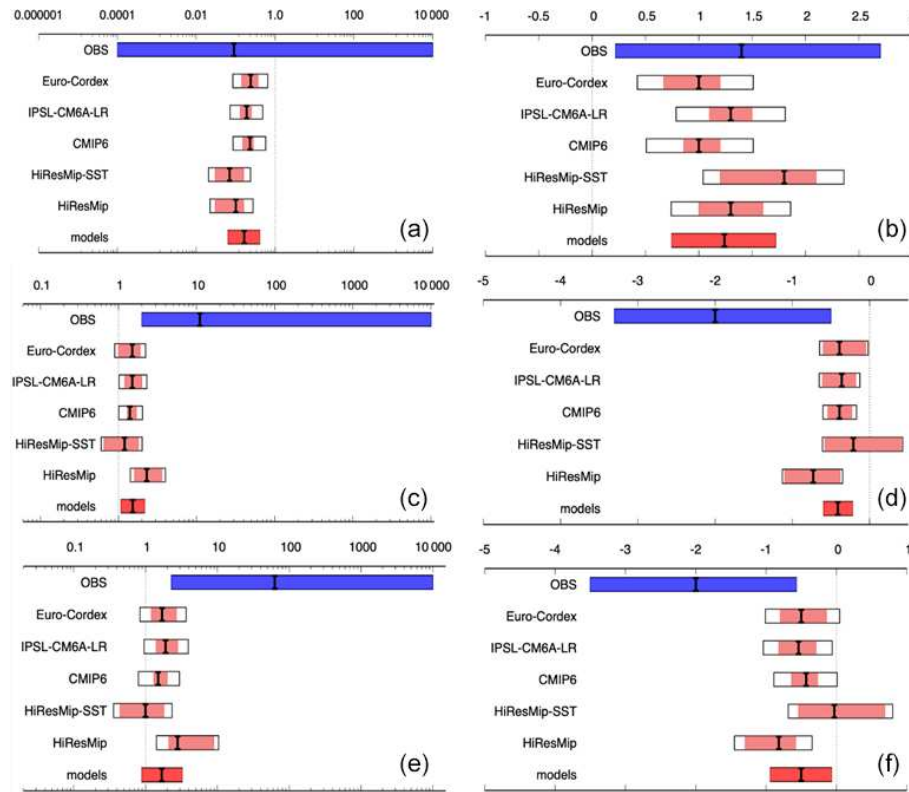 0.000001 0.0001 0.01 1.0 100 10 000
OBS
Euro-Cordex
IPSL-CM6A-LR
CMIP6
HiResMip-SST
HiResMip
models
(a)
0 0.5 1 1.5 2 2.5
OBS
Euro-Cordex
IPSL-CM6A-LR
CMIP6
HiResMip-SST
HiResMip
models
(b)
0.1 1 10 100 1000 10 000
OBS
Euro-Cordex
IPSL-CM6A-LR
CMIP6
HiResMip-SST
HiResMip
models
(c)
-5 -4 -3 -2 -1 0
OBS
Euro-Cordex
IPSL-CM6A-LR
CMIP6
HiResMip-SST
HiResMip
models
(d)
0.1 1 10 100 1000 10 000
OBS
Euro-Cordex
IPSL-CM6A-LR
CMIP6
HiResMip-SST
HiResMip
models
(e)
-5 -4 -3 -2 -1 0 1
OBS
Euro-Cordex
IPSL-CM6A-LR
CMIP6
HiResMip-SST
HiResMip
models
(f)